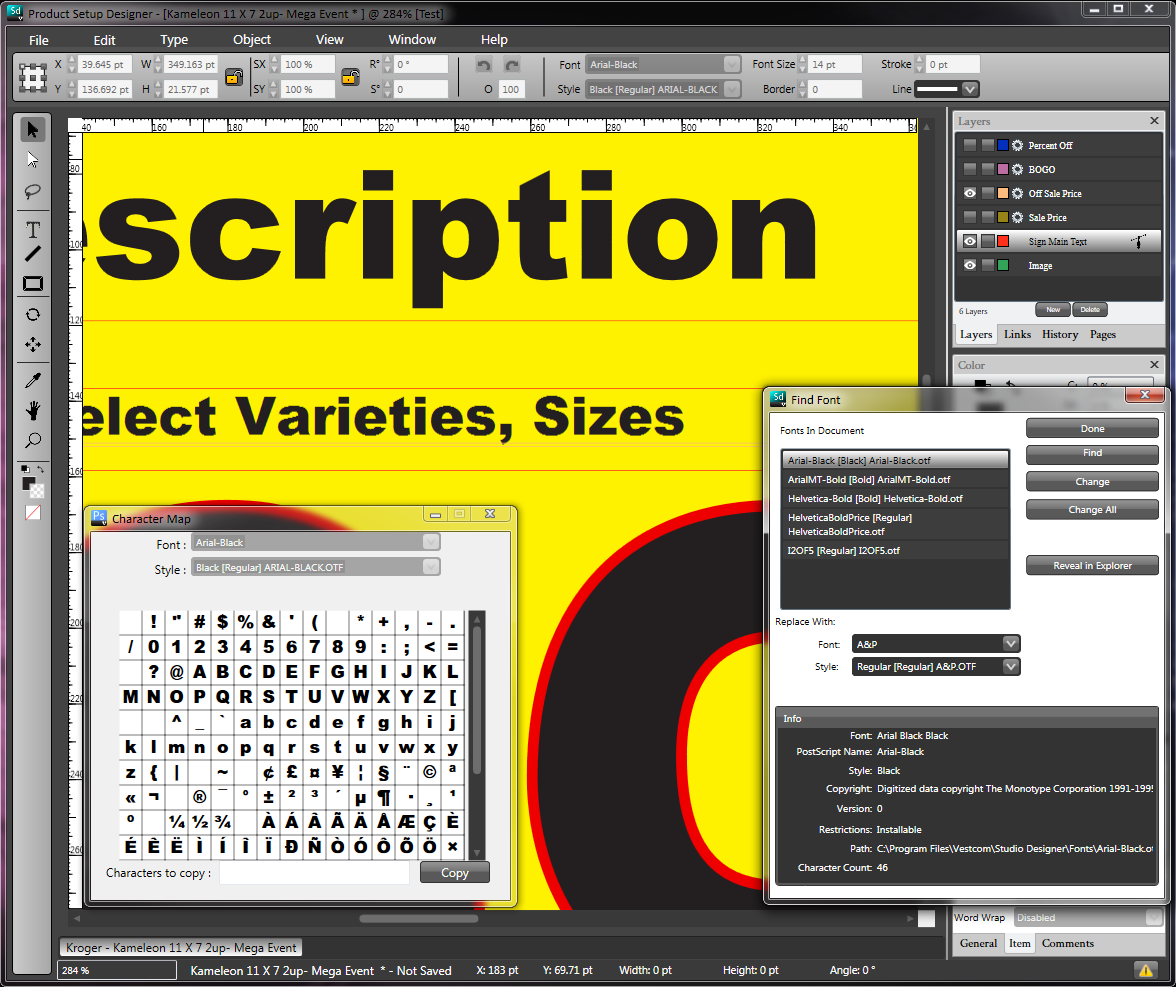 Product Setup Designer - [Kameleon 11 X 7 2up- Mega Event * ] @ 284% [Test]
File Edit Type Object View Window Help
X 39.645 pt W 349.163 pt SX 100 % R° 0 ° Font Arial-Black Font Size 14 pt Stroke 0 pt
Y 136.692 pt H 21.577 pt SY 100 % S° 0 O 100 Style Black [Regular] ARIAL-BLACK Border 0 Line
40 160 180 200 220 240 260 280 300 320 340
80
100
120
140
160
180
200
220
240
260
scription
elect Varieties, Sizes
Layers
Percent Off
BOGO
Off Sale Price
Sale Price
Sign Main Text
Image
6 Layers New Delete
Layers Links History Pages
Color
Find Font
Fonts In Document
Arial-Black [Black] Arial-Black.otf
ArialMT-Bold [Bold] ArialMT-Bold.otf
Helvetica-Bold [Bold] Helvetica-Bold.otf
HelveticaBoldPrice [Regular]
HelveticaBoldPrice.otf
I2OF5 [Regular] I2OF5.otf
Done
Find
Change
Change All
Reveal in Explorer
Replace With:
Font: A&P
Style: Regular [Regular] A&P.OTF
Info
Font: Arial Black Black
PostScript Name: Arial-Black
Style: Black
Copyright: Digitized data copyright The Monotype Corporation 1991-199
Version: 0
Restrictions: Installable
Path: C:\Program Files\Vestcom\Studio Designer\Fonts\Arial-Black.o
Character Count: 46
Character Map
Font : Arial-Black
Style : Black [Regular] ARIAL-BLACK.OTF
! " # $ % & ' ( * + , - .
/ 0 1 2 3 4 5 6 7 8 9 : ; < =
? @ A B C D E F G H I J K L
M N O P Q R S T U V W X Y Z [
^ _ ` a b c d e f g h i j
k l m n o p q r s t u v w x y
z { | ~ ¢ £ ¤ ¥ ¦ § ¨ © ª
« ¬ ® ¯ ° ± ² ³ ´ µ ¶ · ¸ ¹
º ¼ ½ ¾ À Á Â Ã Ä Å Æ Ç È
É Ê Ë Ì Í Î Ï Ð Ñ Ò Ó Ô Õ Ö ×
Characters to copy : Copy
Word Wrap Disabled
General Item Comments
Kroger - Kameleon 11 X 7 2up- Mega Event
284 % Kameleon 11 X 7 2up- Mega Event * - Not Saved X: 183 pt Y: 69.71 pt Width: 0 pt Height: 0 pt Angle: 0 °